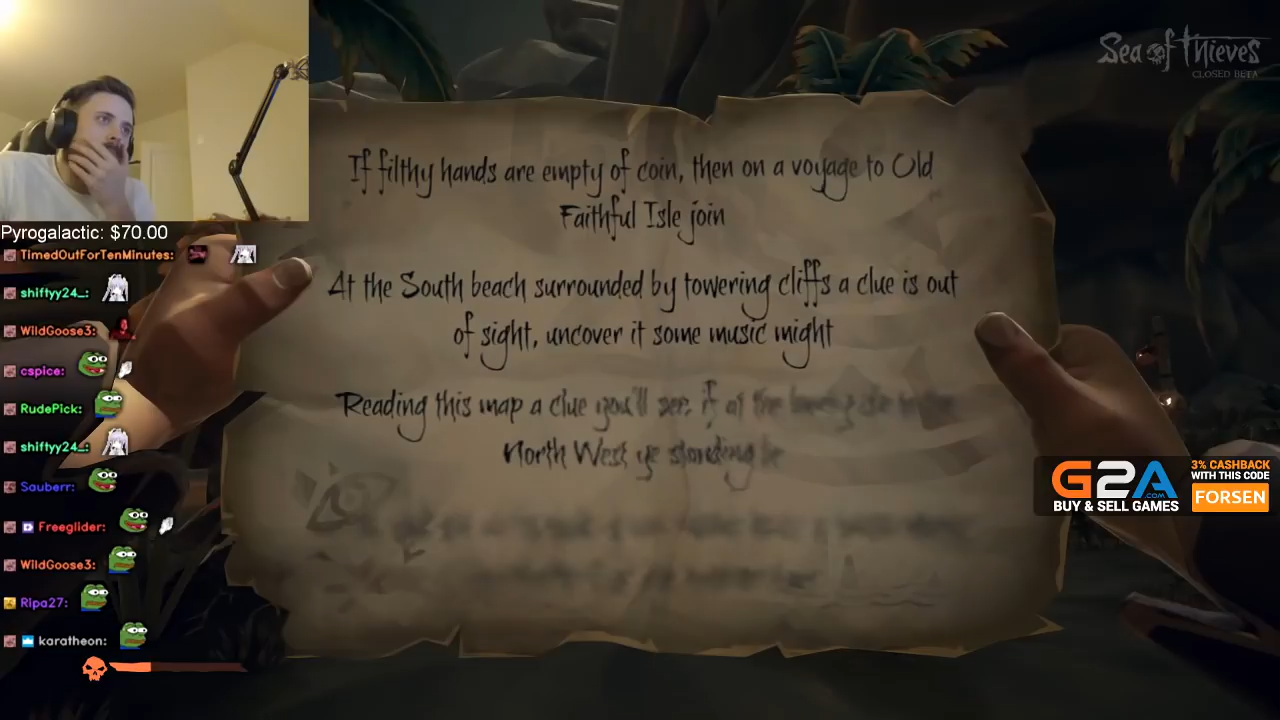 Sea of Thieves
CLOSED BETA
If filthy hands are empty of coin, then on a voyage to Old
Faithful Isle join
At the South beach surrounded by towering cliffs a clue is out
of sight, uncover it some music might
Reading this map a clue you'll see, if at the
North West ye standing be
Pyrogalactic: $70.00
TimedOutForTenMinutes:
shiftyy24_:
WildGoose3:
cspice:
RudePick:
shiftyy24_:
Sauberr:
Freeglider:
WildGoose3:
Ripa27:
karatheon:
G2A
.COM
BUY & SELL GAMES
3% CASHBACK
WITH THIS CODE
FORSEN